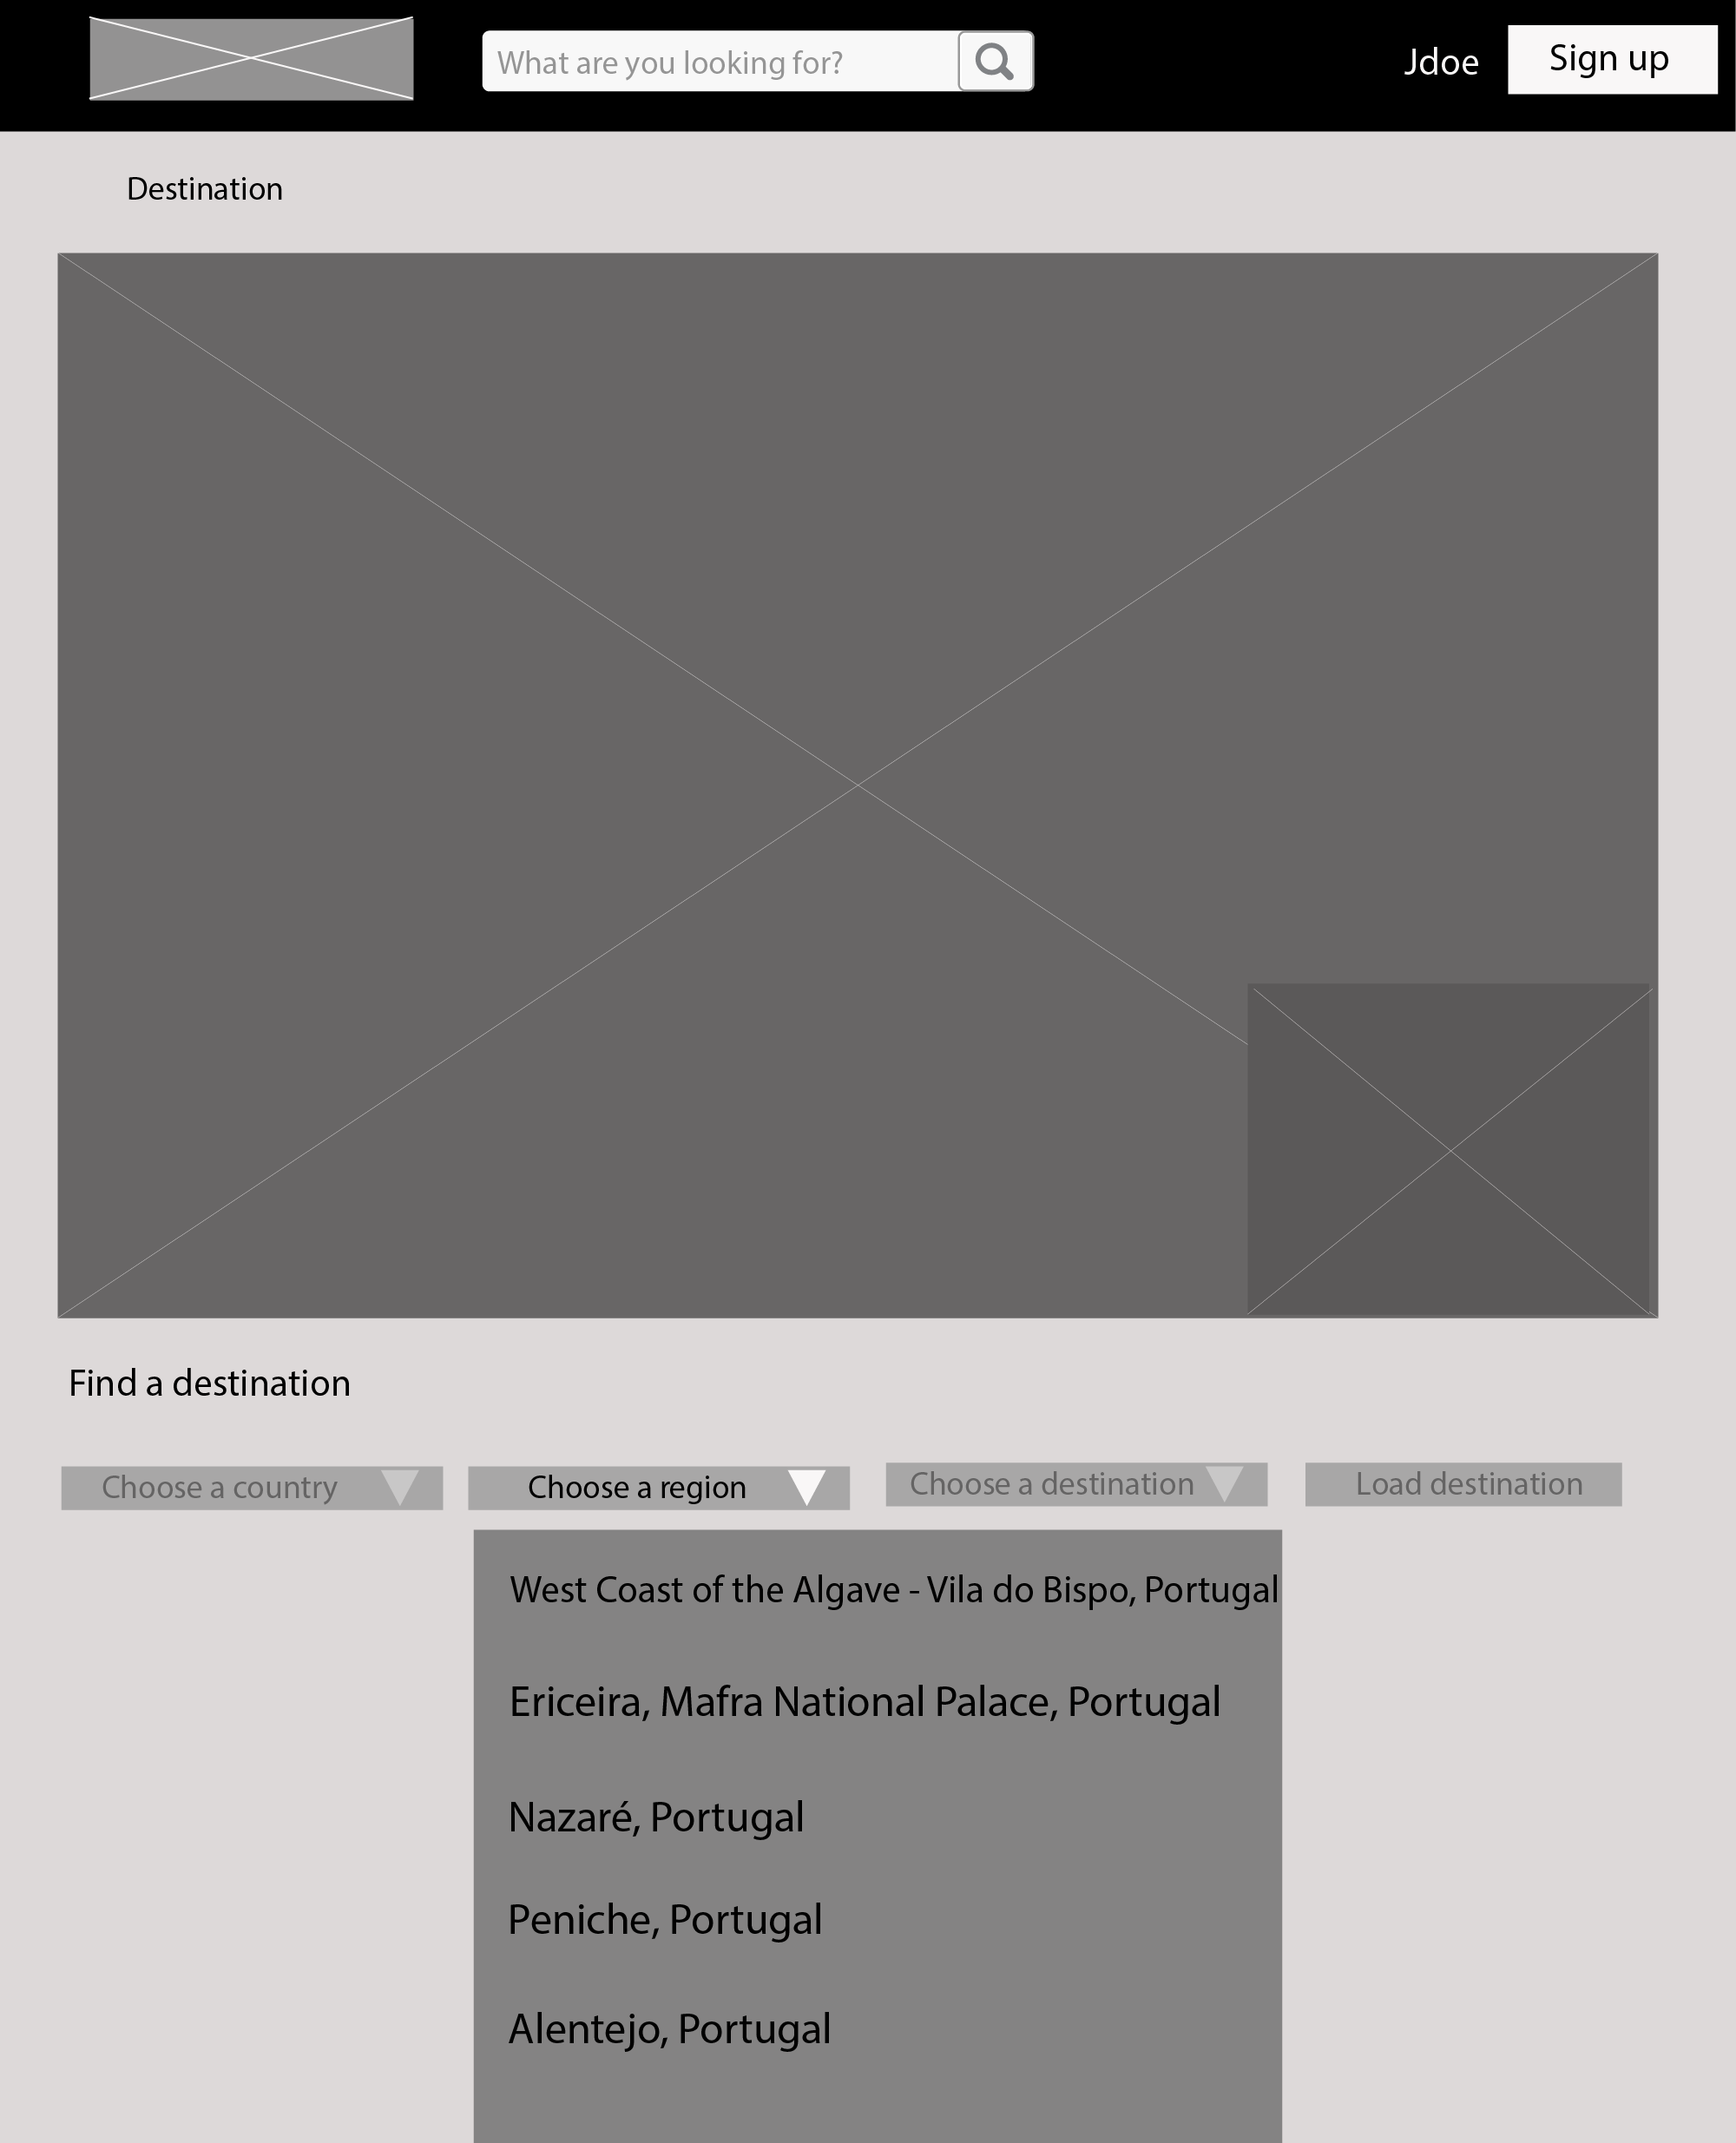 What are you looking for?
Jdoe
Sign up
Destination
Find a destination
Choose a country
Choose a region
Choose a destination
Load destination
West Coast of the Algave - Vila do Bispo, Portugal
Ericeira, Mafra National Palace, Portugal
Nazaré, Portugal
Peniche, Portugal
Alentejo, Portugal